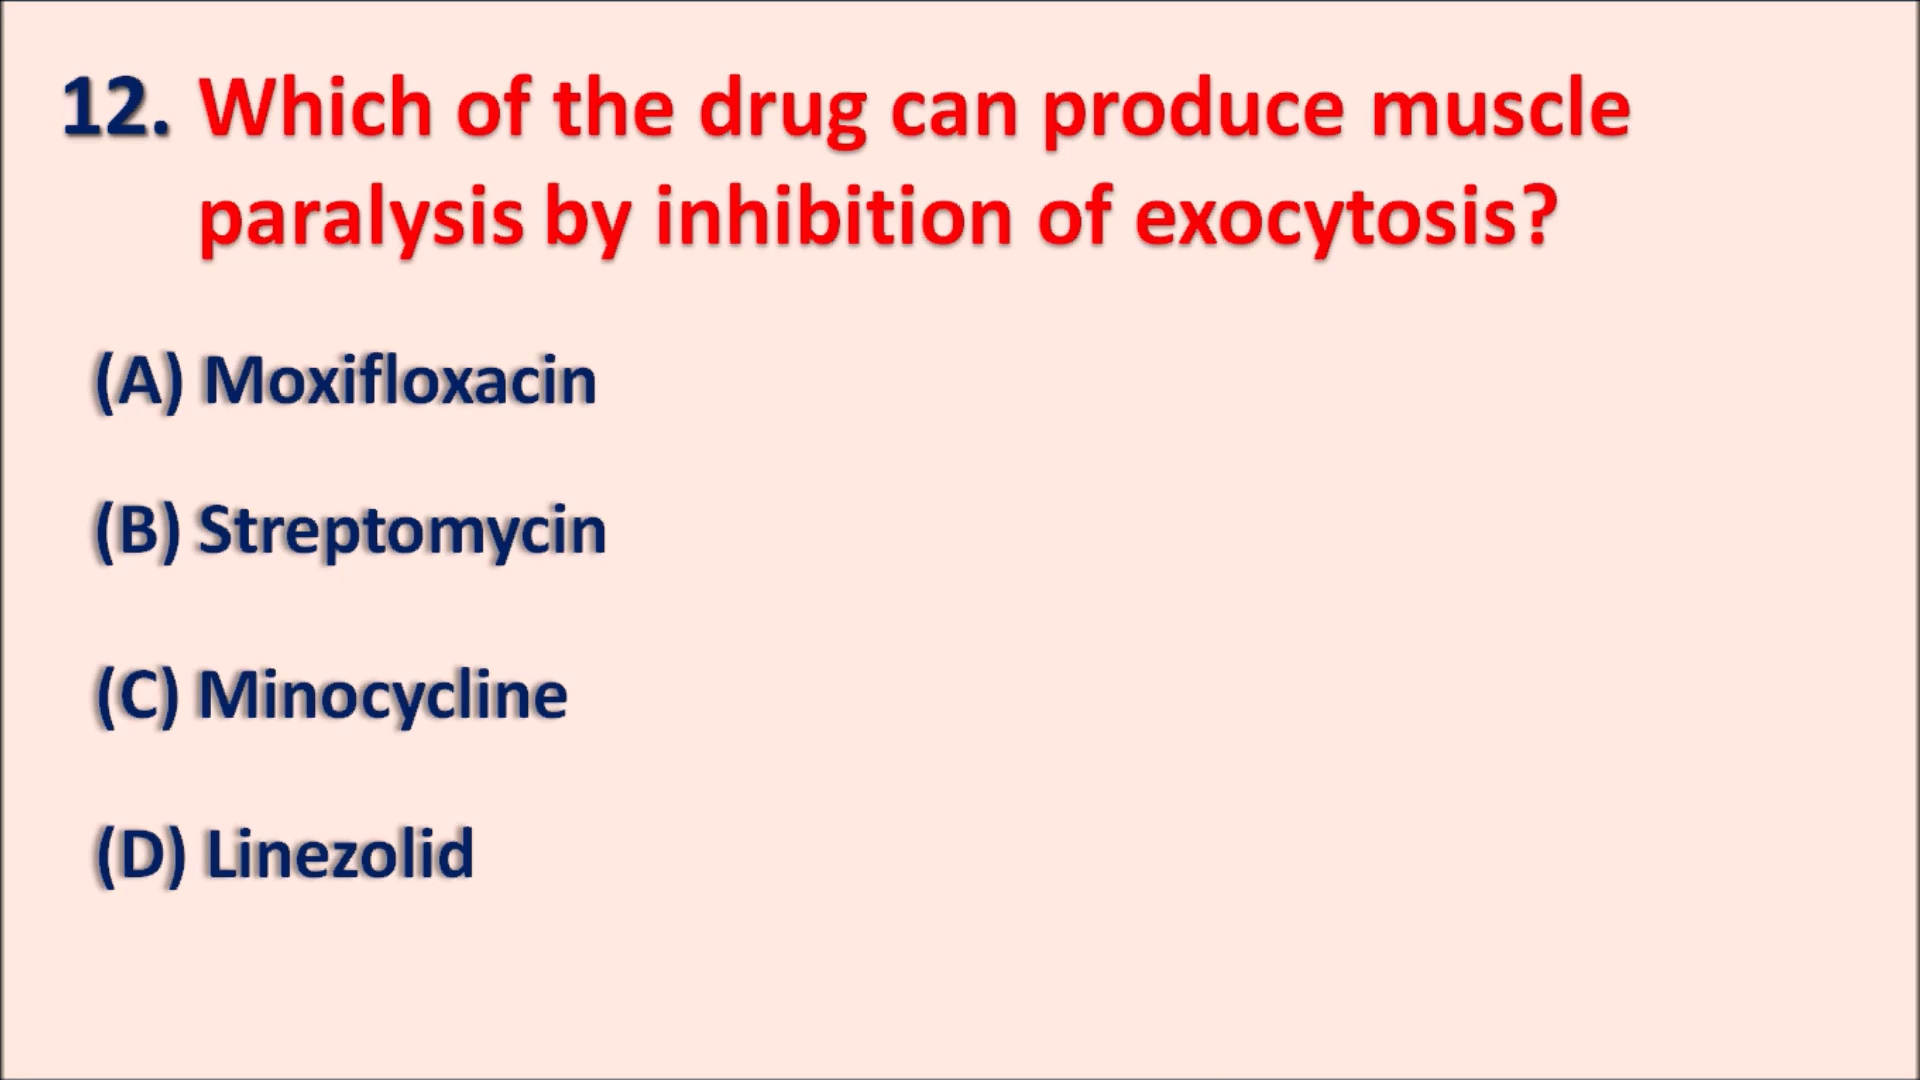 12. Which of the drug can produce muscle
paralysis by inhibition of exocytosis?
(A) Moxifloxacin
(B) Streptomycin
(C) Minocycline
(D) Linezolid